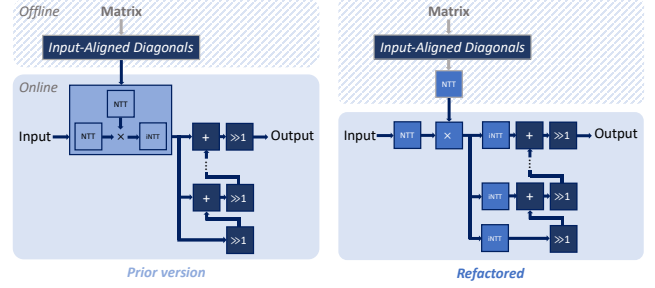 Offline
Matrix
Input-Aligned Diagonals
Online
NTT
Input
NTT
×
iNTT
+
≫1
Output
+
≫1
≫1
Prior version
Matrix
Input-Aligned Diagonals
NTT
Input
NTT
×
iNTT
+
≫1
Output
iNTT
+
≫1
iNTT
≫1
Refactored